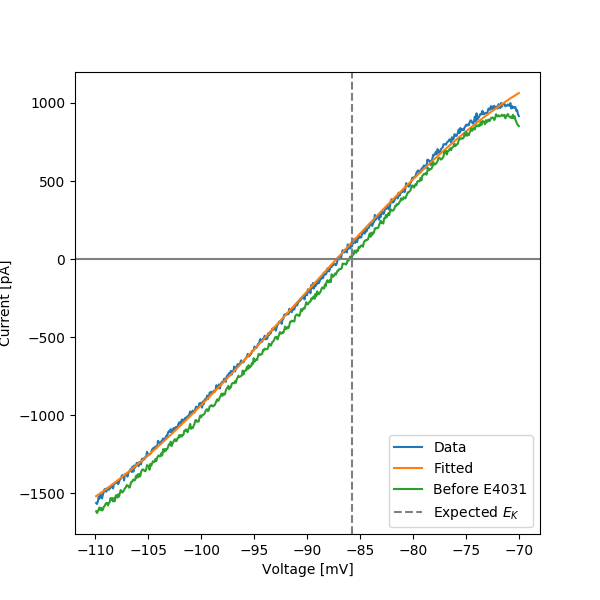 1000
500
0
−500
−1000
−1500
Current [pA]
Data
Fitted
Before E4031
Expected E_K
−110 −105 −100 −95 −90 −85 −80 −75 −70
Voltage [mV]